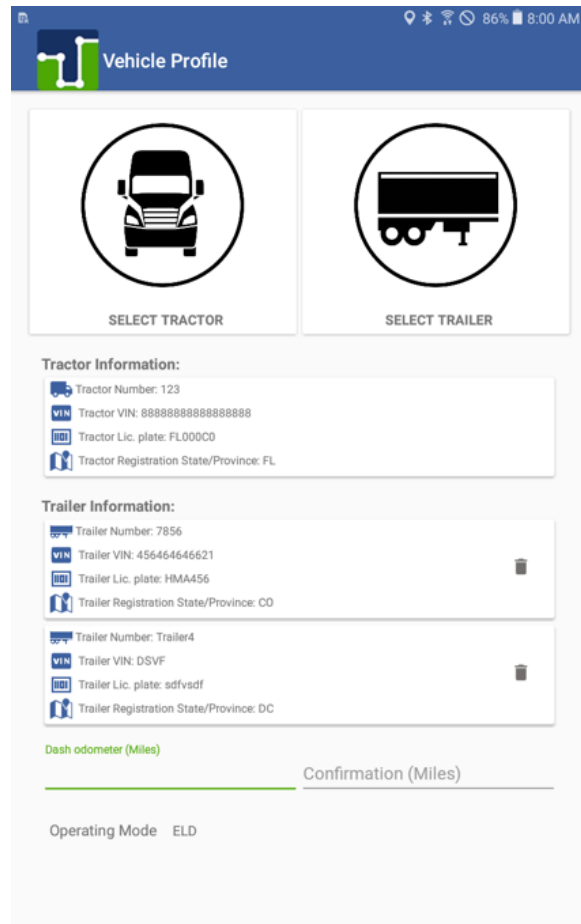 86% 8:00 AM
Vehicle Profile
SELECT TRACTOR
SELECT TRAILER
Tractor Information:
Tractor Number: 123
VIN Tractor VIN: 88888888888888888
Tractor Lic. plate: FL000C0
Tractor Registration State/Province: FL
Trailer Information:
Trailer Number: 7856
VIN Trailer VIN: 456464646621
Trailer Lic. plate: HMA456
Trailer Registration State/Province: CO
Trailer Number: Trailer4
VIN Trailer VIN: DSVF
Trailer Lic. plate: sdfvsdf
Trailer Registration State/Province: DC
Dash odometer (Miles)
Confirmation (Miles)
Operating Mode ELD